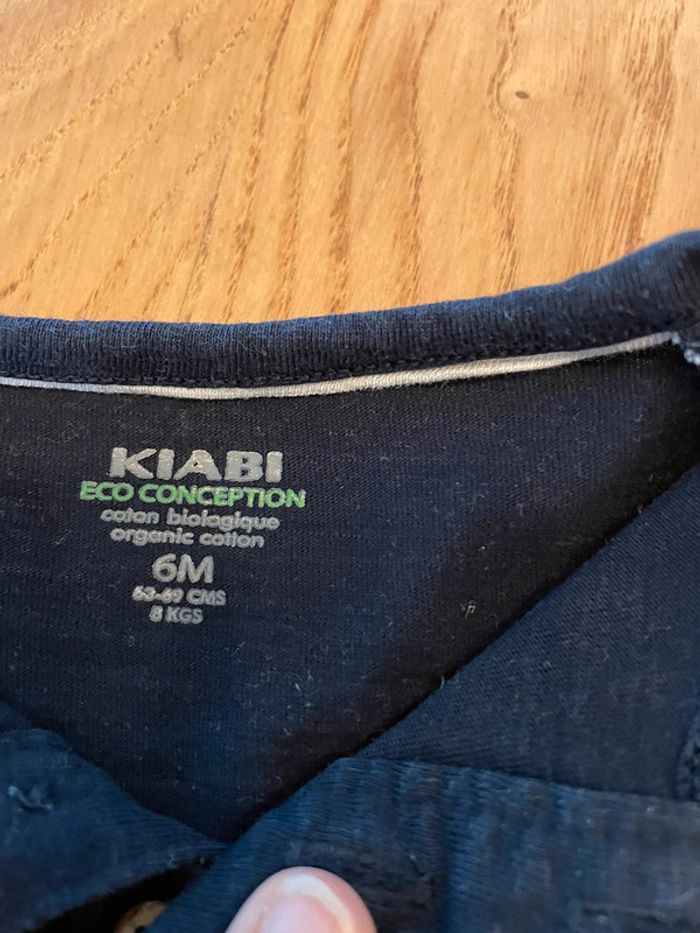 KIABI
ECO CONCEPTION
coton biologique
organic cotton
6M
63-69 CMS
8 KGS